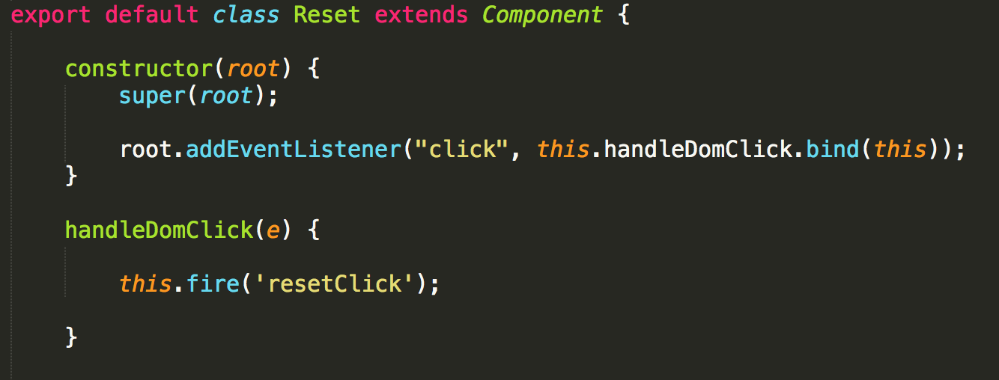 export default class Reset extends Component {
constructor(root) {
super(root);
root.addEventListener("click", this.handleDomClick.bind(this));
}
handleDomClick(e) {
this.fire('resetClick');
}